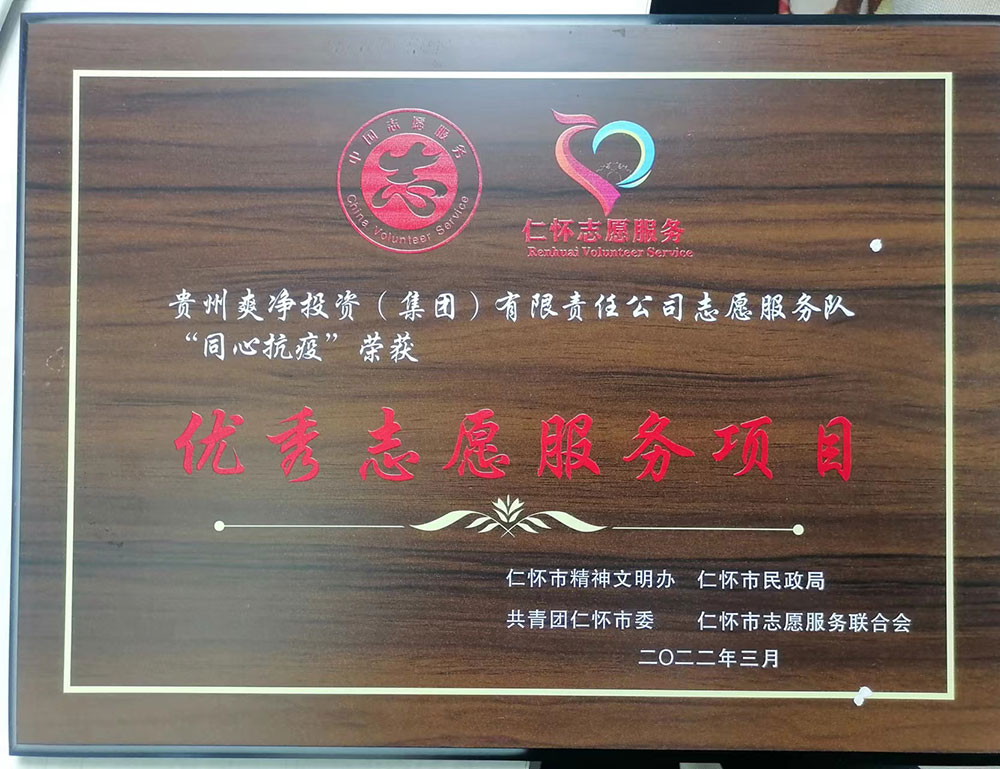 中国志愿服务
China Volunteer Service
仁怀志愿服务
Renhuai Volunteer Service
贵州爽净投资（集团）有限责任公司志愿服务队
“同心抗疫”荣获
优秀志愿服务项目
仁怀市精神文明办 仁怀市民政局
共青团仁怀市委 仁怀市志愿服务联合会
二〇二二年三月